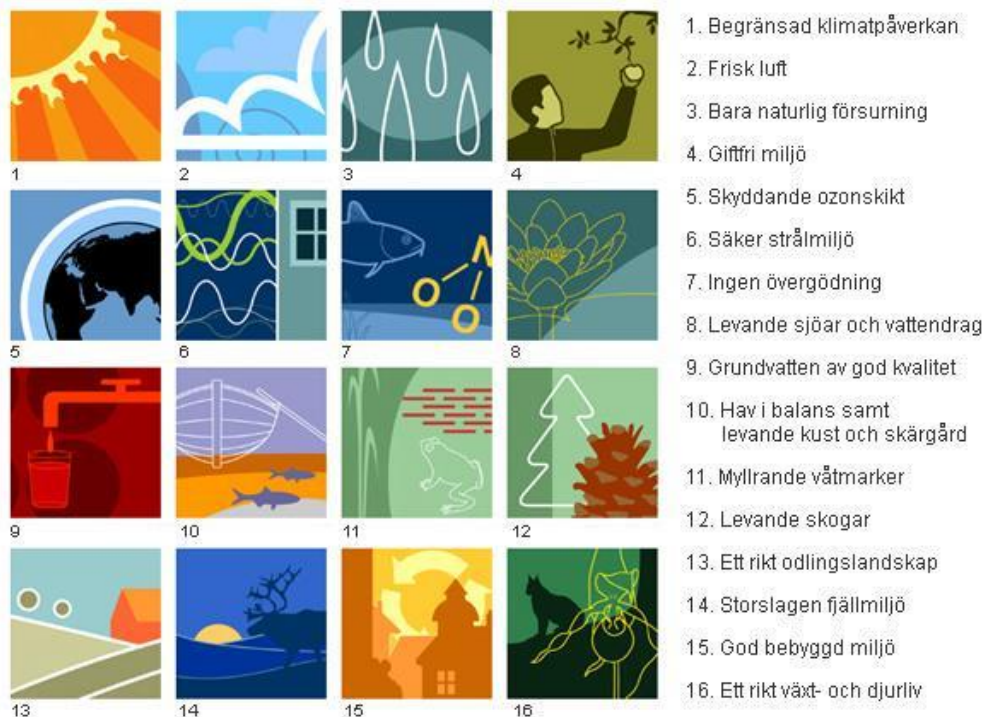 1
2
3
4
5
6
7
N
O
O
8
9
10
11
12
13
14
15
16
1. Begränsad klimatpåverkan
2. Frisk luft
3. Bara naturlig försurning
4. Giftfri miljö
5. Skyddande ozonskikt
6. Säker strålmiljö
7. Ingen övergödning
8. Levande sjöar och vattendrag
9. Grundvatten av god kvalitet
10. Hav i balans samt
levande kust och skärgård
11. Myllrande våtmarker
12. Levande skogar
13. Ett rikt odlingslandskap
14. Storslagen fjällmiljö
15. God bebyggd miljö
16. Ett rikt växt- och djurliv